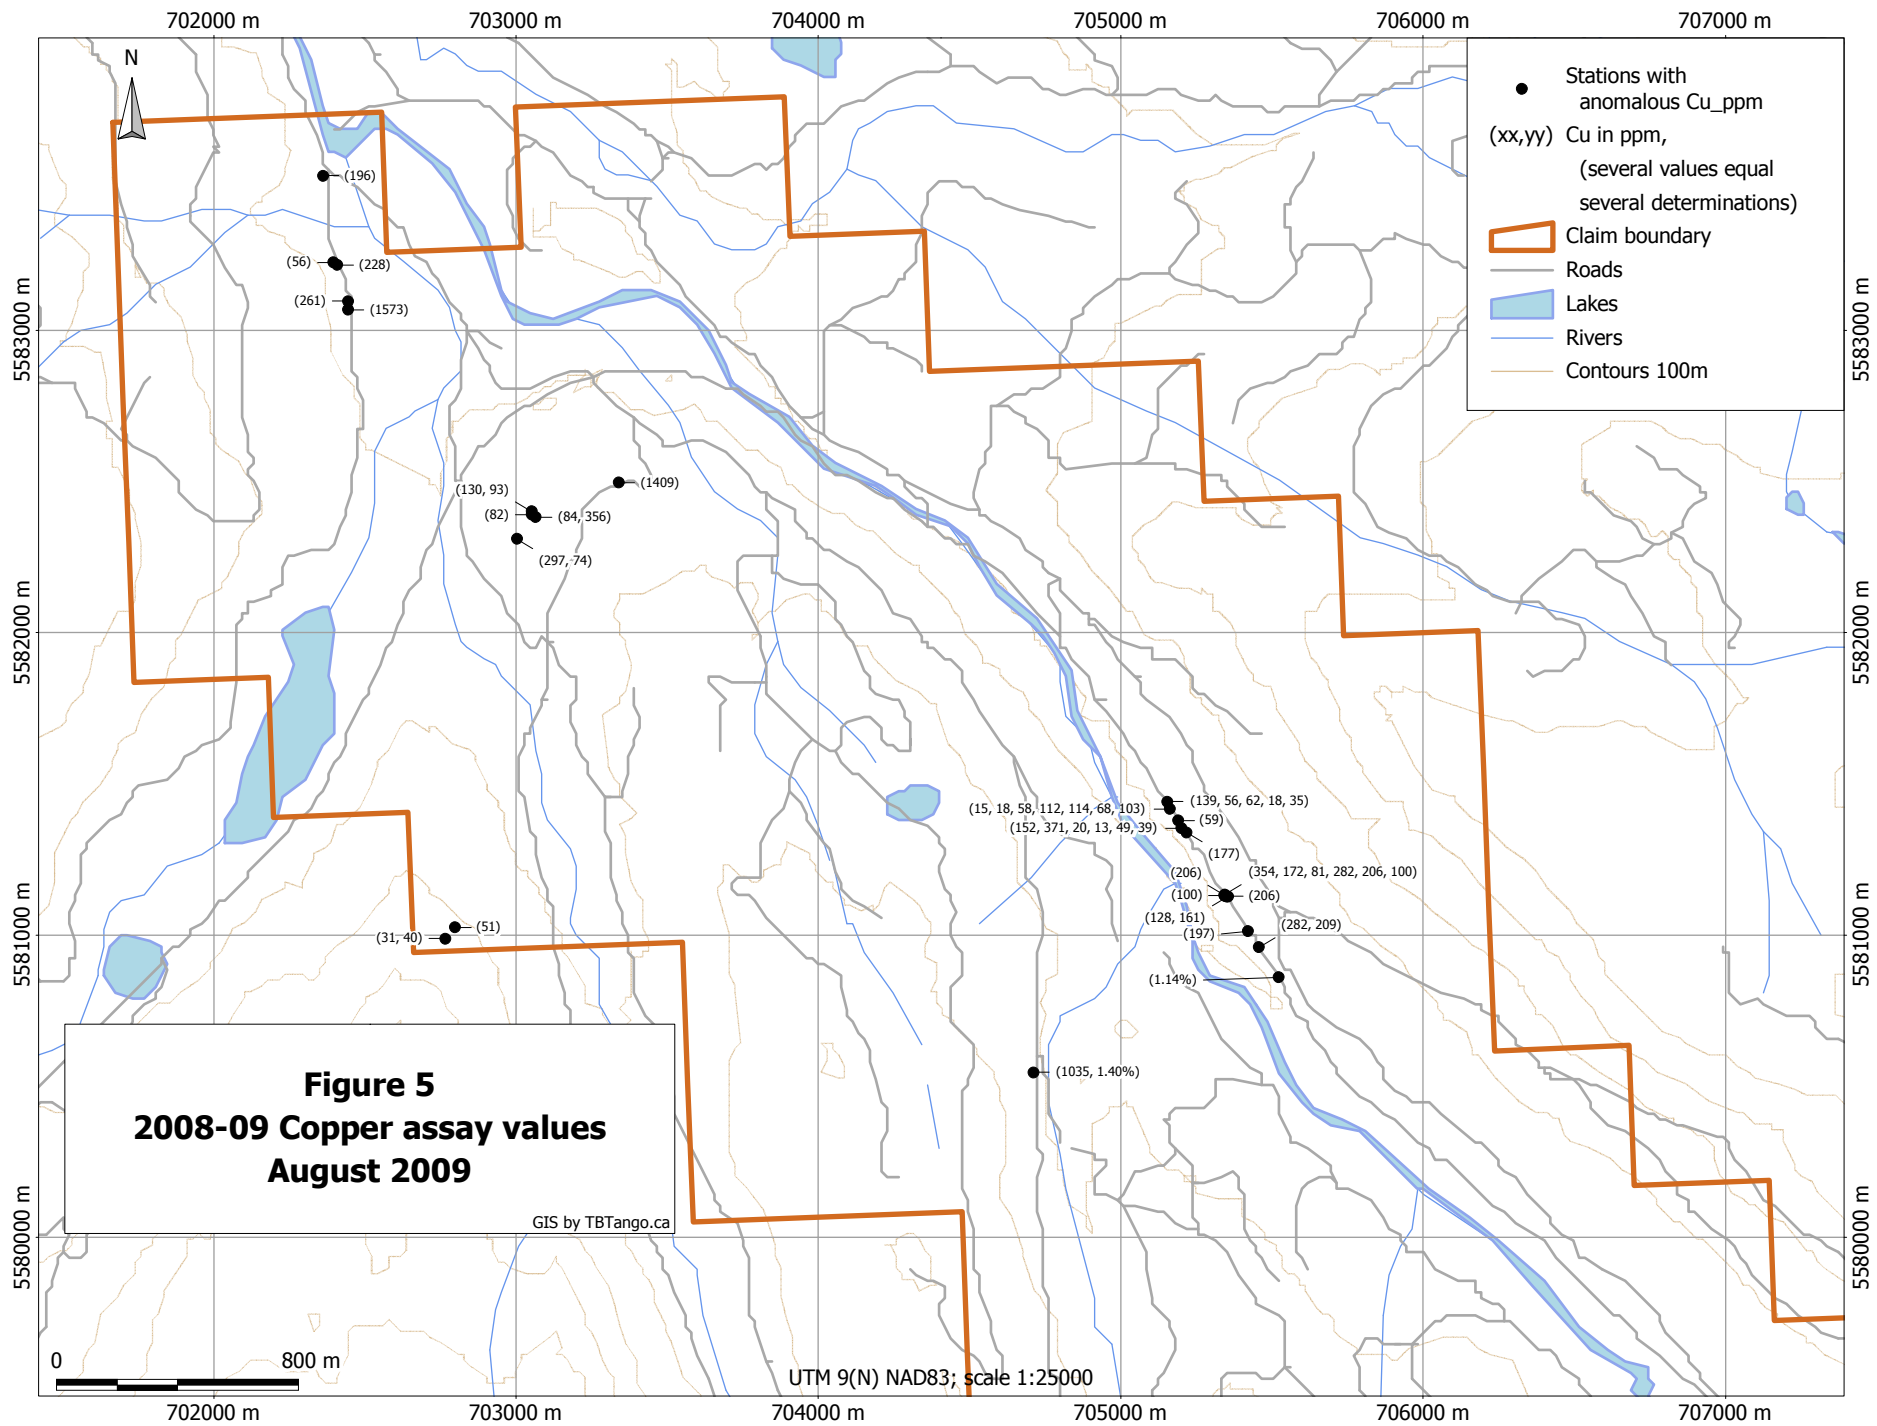 702000 m
703000 m
704000 m
705000 m
706000 m
707000 m
N
Stations with
anomalous Cu_ppm
(xx,yy) Cu in ppm,
(several values equal
several determinations)
Claim boundary
Roads
Lakes
Rivers
Contours 100m
5583000 m
5582000 m
5581000 m
5580000 m
5583000 m
5582000 m
5581000 m
5580000 m
(196)
(56)
(228)
(261)
(1573)
(1409)
(130, 93)
(82)
(84, 356)
(297, 74)
(139, 56, 62, 18, 35)
(15, 18, 58, 112, 114, 68, 103)
(59)
(152, 371, 20, 13, 49, 39)
(177)
(206)
(354, 172, 81, 282, 206, 100)
(100)
(206)
(128, 161)
(197)
(282, 209)
(51)
(31, 40)
(1.14%)
(1035, 1.40%)
Figure 5
2008-09 Copper assay values
August 2009
GIS by TBTango.ca
0
800 m
UTM 9(N) NAD83; scale 1:25000
702000 m
703000 m
704000 m
705000 m
706000 m
707000 m